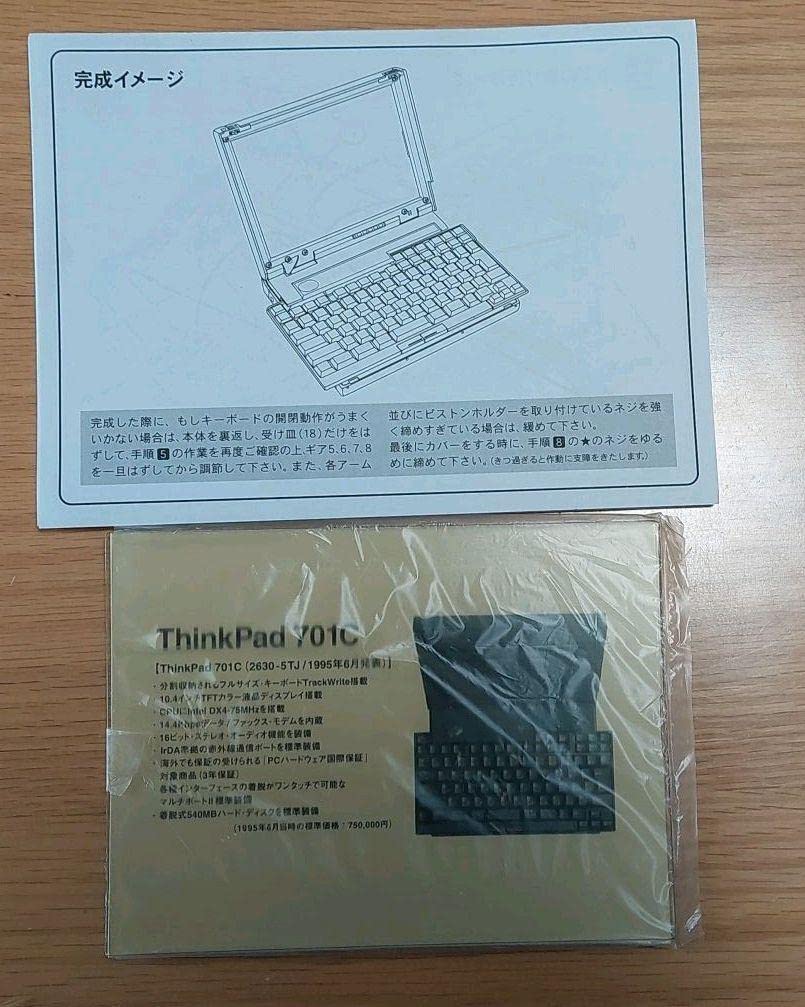 完成イメージ
完成した際に、もしキーボードの開閉動作がうまく
いかない場合は、本体を裏返し、受け皿(18)だけをは
ずして、手順5の作業を再度ご確認の上、ギア5、6、7、8
を一旦はずしてから調節して下さい。また、各アーム
並びにピストンホルダーを取り付けているネジを強
く締めすぎている場合は、緩めて下さい。
最後にカバーをする時に、手順8の★のネジをゆる
めに締めて下さい。(きつ過ぎると作動に支障をきたします。)
ThinkPad 701C
[ThinkPad 701C (2630-5TJ/1995年6月発表)]
・分割収納されるフルサイズ・キーボードTrackWrite搭載
・10.4インチTFTカラー液晶ディスプレイ搭載
・CPUにIntel DX4-75MHzを搭載
・14.4Kbpsデータ/ファックス・モデムを内蔵
・16ビット・ステレオ・オーディオ機能を装備
・IrDA準拠の赤外線通信ポートを標準装備
・海外でも保証の受けられる「PCハードウェア国際保証」
対象商品(3年保証)
各種インターフェースの着脱がワンタッチで可能な
マルチポートII標準装備
・着脱式540MBハード・ディスクを標準装備
(1995年6月当時の標準価格:750,000円)